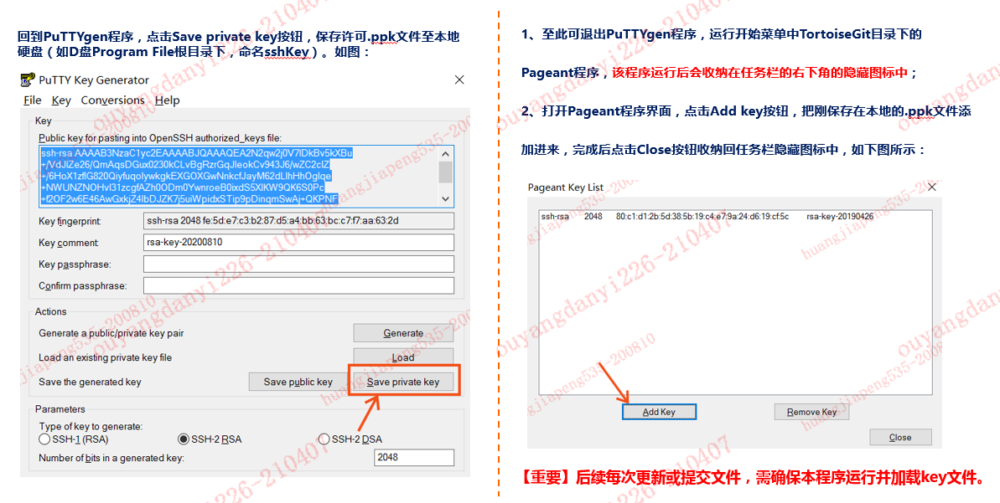 回到PuTTYgen程序，点击Save private key按钮，保存许可.ppk文件至本地
硬盘（如D盘Program File根目录下，命名sshKey）。如图：
PuTTY Key Generator
File Key Conversions Help
Key
Public key for pasting into OpenSSH authorized_keys file:
Key fingerprint:
ssh-rsa 2048 fe:5d:e7:c3:b2:87:d5:a4:bb:63:bc:c7:f7:aa:63:2d
Key comment:
rsa-key-20200810
Key passphrase:
Confirm passphrase:
Actions
Generate a public/private key pair
Generate
Load an existing private key file
Load
Save the generated key
Save public key
Save private key
Parameters
Type of key to generate:
SSH-1 (RSA)
SSH-2 RSA
SSH-2 DSA
Number of bits in a generated key:
2048
1、至此可退出PuTTYgen程序，运行开始菜单中TortoiseGit目录下的
Pageant程序，该程序运行后会收纳在任务栏的右下角的隐藏图标中；
2、打开Pageant程序界面，点击Add key按钮，把刚保存在本地的.ppk文件添
加进来，完成后点击Close按钮收纳回任务栏隐藏图标中，如下图所示：
Pageant Key List
ssh-rsa 2048 80:c1:d1:2b:5d:38:5b:19:c4:e7:9a:24:d6:19:cf:5c rsa-key-20190426
Add Key
Remove Key
Close
【重要】后续每次更新或提交文件，需确保本程序运行并加载key文件。
ouyangdanyi226-210407
huangjiapeng535-200810